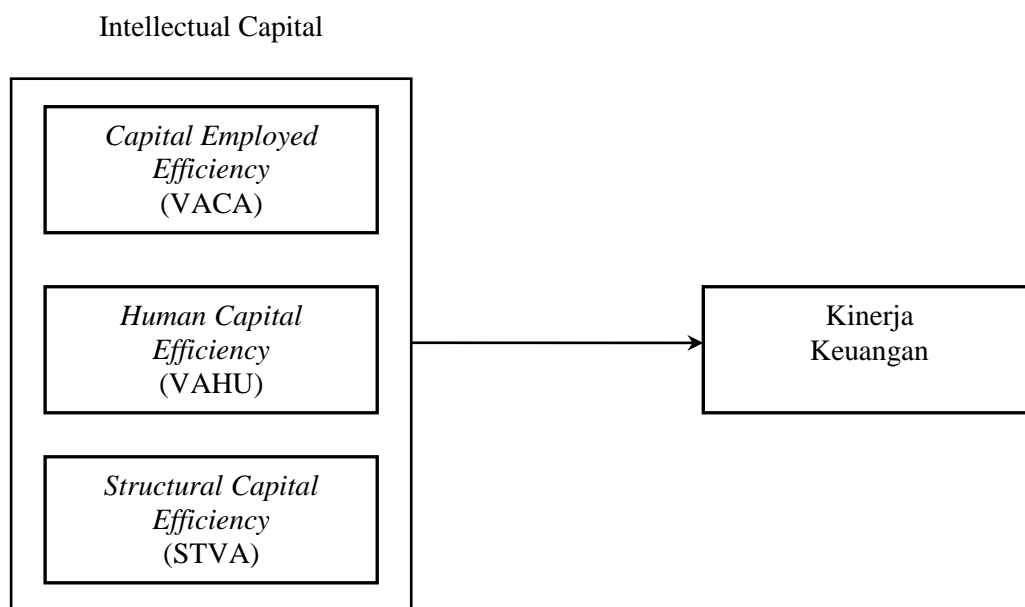 Intellectual Capital
Capital Employed
Efficiency
(VACA)
Human Capital
Efficiency
(VAHU)
Structural Capital
Efficiency
(STVA)
Kinerja
Keuangan